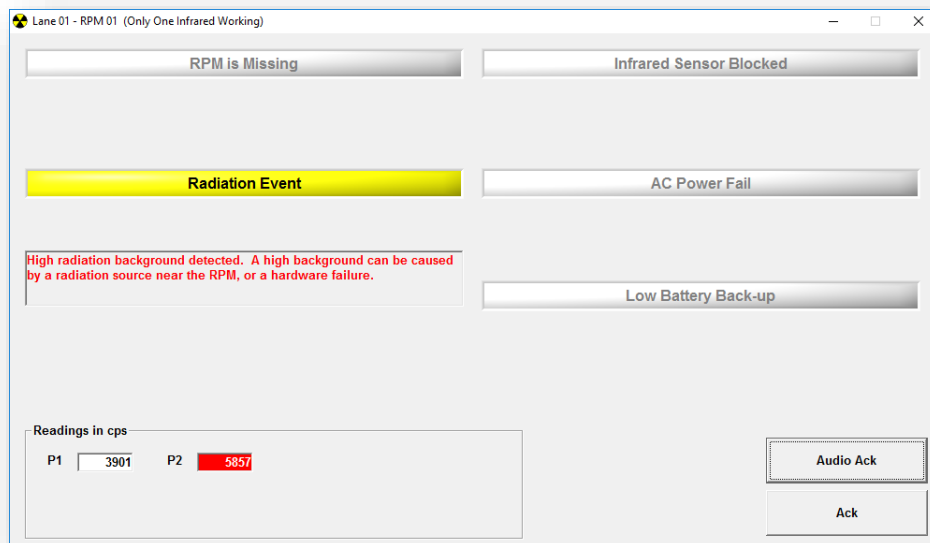 Lane 01 - RPM 01 (Only One Infrared Working)
RPM is Missing
Infrared Sensor Blocked
Radiation Event
AC Power Fail
High radiation background detected. A high background can be caused
by a radiation source near the RPM, or a hardware failure.
Low Battery Back-up
Readings in cps
P1 3901 P2 5857
Audio Ack
Ack